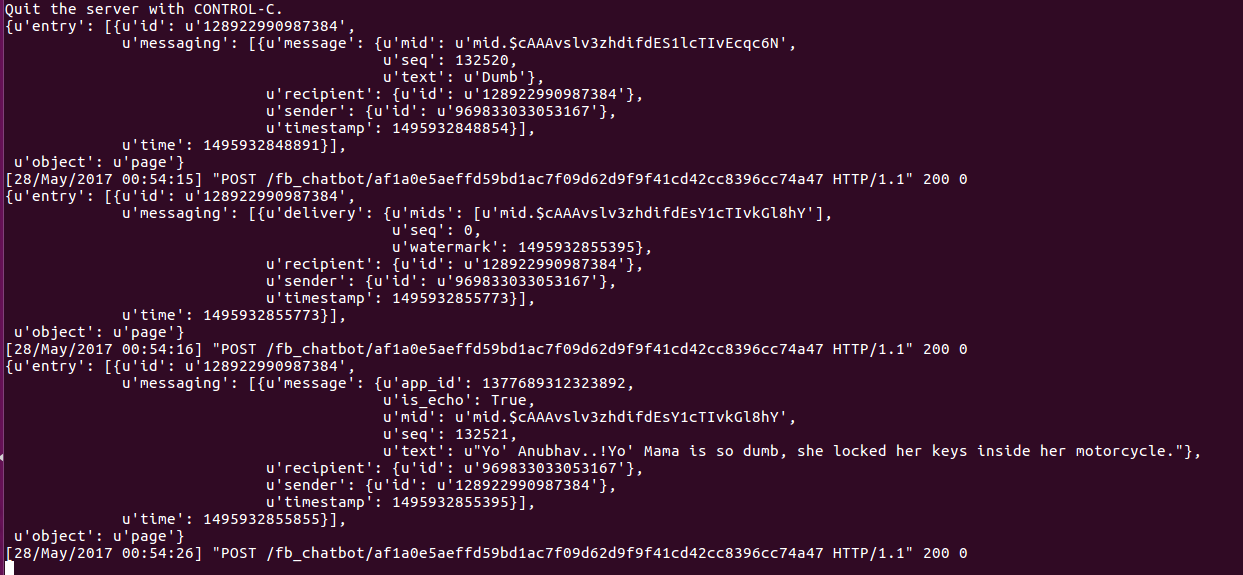 Quit the server with CONTROL-C.
{u'entry': [{u'id': u'128922990987384',
u'messaging': [{u'message': {u'mid': u'mid.$cAAAvslv3zhdifdES1lcTIvEcqc6N',
u'seq': 132520,
u'text': u'Dumb'},
u'recipient': {u'id': u'128922990987384'},
u'sender': {u'id': u'969833033053167'},
u'timestamp': 1495932848854}],
u'time': 1495932848891}],
u'object': u'page'}
[28/May/2017 00:54:15] "POST /fb_chatbot/af1a0e5aeffd59bd1ac7f09d62d9f9f41cd42cc8396cc74a47 HTTP/1.1" 200 0
{u'entry': [{u'id': u'128922990987384',
u'messaging': [{u'delivery': {u'mids': [u'mid.$cAAAvslv3zhdifdEsY1cTIvkGl8hY'],
u'seq': 0,
u'watermark': 1495932855395},
u'recipient': {u'id': u'128922990987384'},
u'sender': {u'id': u'969833033053167'},
u'timestamp': 1495932855773}],
u'time': 1495932855773}],
u'object': u'page'}
[28/May/2017 00:54:16] "POST /fb_chatbot/af1a0e5aeffd59bd1ac7f09d62d9f9f41cd42cc8396cc74a47 HTTP/1.1" 200 0
{u'entry': [{u'id': u'128922990987384',
u'messaging': [{u'message': {u'app_id': 1377689312323892,
u'is_echo': True,
u'mid': u'mid.$cAAAvslv3zhdifdEsY1cTIvkGl8hY',
u'seq': 132521,
u'text': u"Yo' Anubhav..!Yo' Mama is so dumb, she locked her keys inside her motorcycle."},
u'recipient': {u'id': u'969833033053167'},
u'sender': {u'id': u'128922990987384'},
u'timestamp': 1495932855395}],
u'time': 1495932855855}],
u'object': u'page'}
[28/May/2017 00:54:26] "POST /fb_chatbot/af1a0e5aeffd59bd1ac7f09d62d9f9f41cd42cc8396cc74a47 HTTP/1.1" 200 0